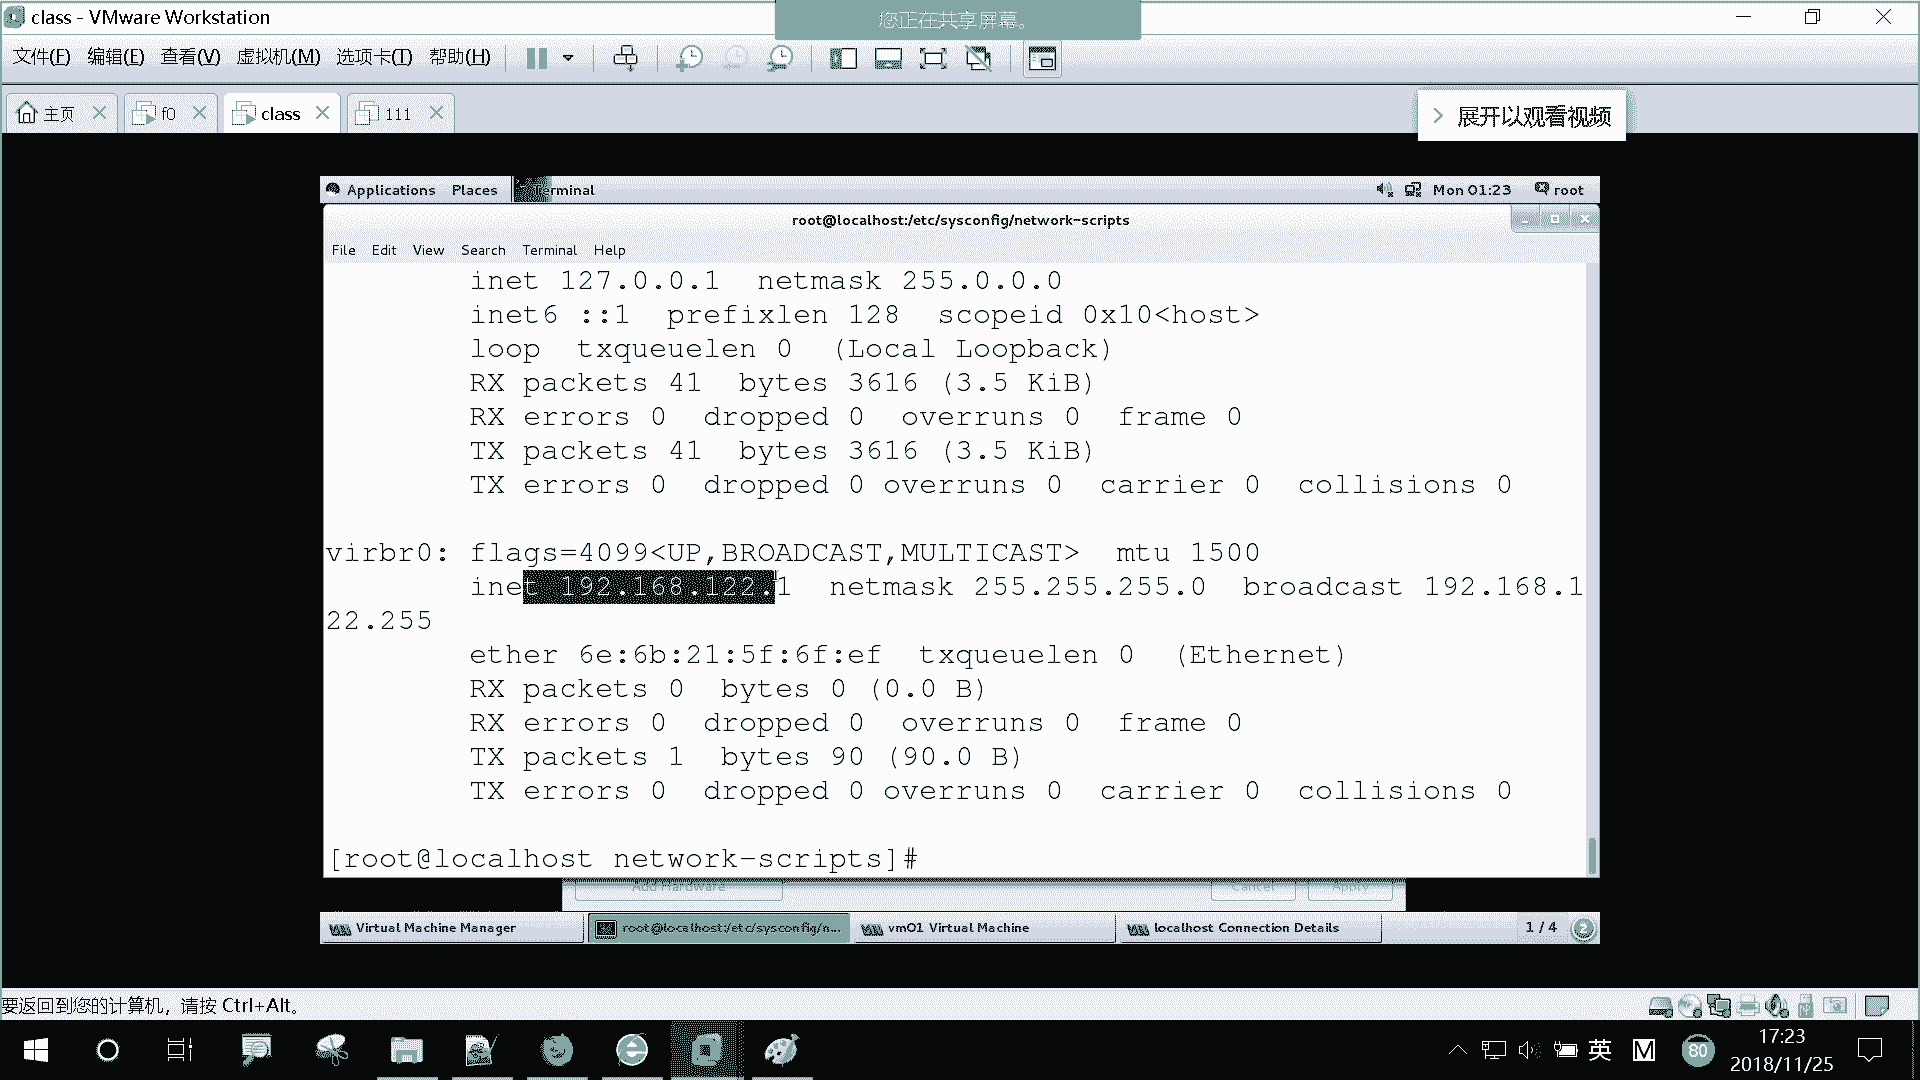 class - VMware Workstation
您正在共享屏幕。
文件(F) 编辑(E) 查看(V) 虚拟机(M) 选项卡(T) 帮助(H)
主页 f0 class 111
展开以观看视频
Applications Places Terminal Mon 01:23 root
root@localhost:/etc/sysconfig/network-scripts
File Edit View Search Terminal Help
inet 127.0.0.1 netmask 255.0.0.0
inet6 ::1 prefixlen 128 scopeid 0x10<host>
loop txqueuelen 0 (Local Loopback)
RX packets 41 bytes 3616 (3.5 KiB)
RX errors 0 dropped 0 overruns 0 frame 0
TX packets 41 bytes 3616 (3.5 KiB)
TX errors 0 dropped 0 overruns 0 carrier 0 collisions 0
virbr0: flags=4099<UP,BROADCAST,MULTICAST> mtu 1500
inet 192.168.122.1 netmask 255.255.255.0 broadcast 192.168.1
22.255
ether 6e:6b:21:5f:6f:ef txqueuelen 0 (Ethernet)
RX packets 0 bytes 0 (0.0 B)
RX errors 0 dropped 0 overruns 0 frame 0
TX packets 1 bytes 90 (90.0 B)
TX errors 0 dropped 0 overruns 0 carrier 0 collisions 0
[root@localhost network-scripts]#
Add Hardware Cancel Apply
Virtual Machine Manager root@localhost:/etc/sysconfig/n... vm01 Virtual Machine localhost Connection Details 1 / 4 2
要返回到您的计算机，请按 Ctrl+Alt。
英 M 80 17:23
2018/11/25